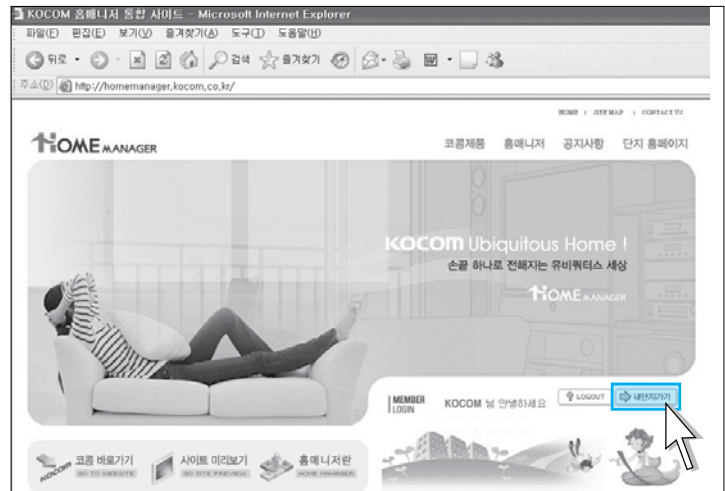 KOCOM 홈매니저 통합 사이트 - Microsoft Internet Explorer
파일(F) 편집(E) 보기(V) 즐겨찾기(A) 도구(T) 도움말(H)
뒤로 검색 즐겨찾기
주소(D) http://homemanager.kocom.co.kr/
HOME | SITEMAP | CONTACT US
HOME MANAGER
코콤제품 홈매니저 공지사항 단지 홈페이지
KOCOM Ubiquitous Home !
손끝 하나로 전해지는 유비쿼터스 세상
HOME MANAGER
MEMBER LOGIN KOCOM 님 안녕하세요 LOGOUT 내단지가기
KOCOM 코콤 바로가기 사이트 미리보기 홈매니저란
GO TO WEBSITE GO SITE PREVIEW HOME MANAGER